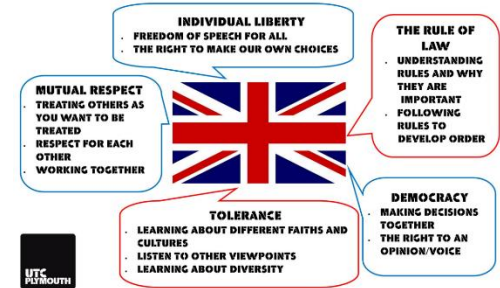 INDIVIDUAL LIBERTY
. FREEDOM OF SPEECH FOR ALL
. THE RIGHT TO MAKE OUR OWN CHOICES
THE RULE OF
LAW
. UNDERSTANDING
RULES AND WHY
THEY ARE
IMPORTANT
. FOLLOWING
RULES TO
DEVELOP ORDER
MUTUAL RESPECT
. TREATING OTHERS AS
YOU WANT TO BE
TREATED
. RESPECT FOR EACH
OTHER
. WORKING TOGETHER
DEMOCRACY
. MAKING DECISIONS
TOGETHER
. THE RIGHT TO AN
OPINION/VOICE
TOLERANCE
. LEARNING ABOUT DIFFERENT FAITHS AND
CULTURES
. LISTEN TO OTHER VIEWPOINTS
. LEARNING ABOUT DIVERSITY
UTC
PLYMOUTH